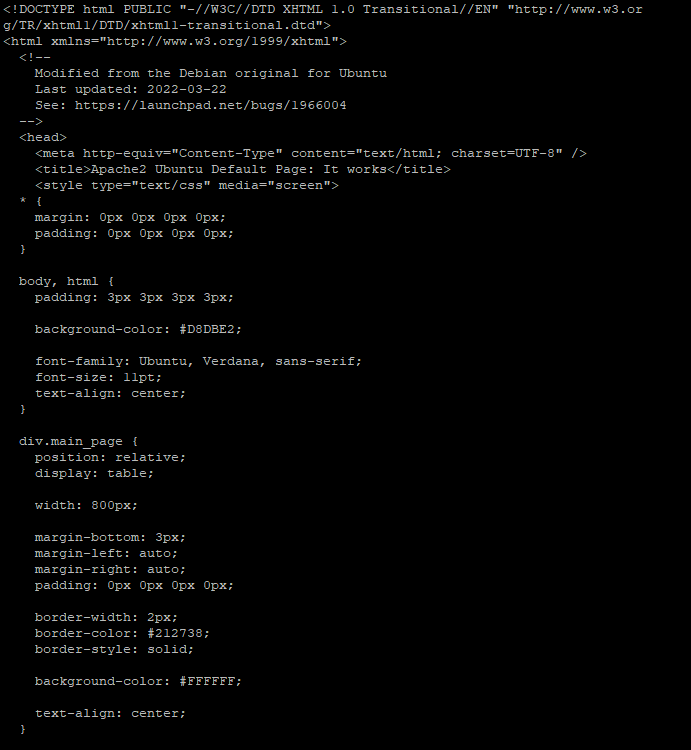 <!DOCTYPE html PUBLIC "-//W3C//DTD XHTML 1.0 Transitional//EN" "http://www.w3.or
g/TR/xhtml1/DTD/xhtml1-transitional.dtd">
<html xmlns="http://www.w3.org/1999/xhtml">
  <!--
    Modified from the Debian original for Ubuntu
    Last updated: 2022-03-22
    See: https://launchpad.net/bugs/1966004
  -->
  <head>
    <meta http-equiv="Content-Type" content="text/html; charset=UTF-8" />
    <title>Apache2 Ubuntu Default Page: It works</title>
    <style type="text/css" media="screen">
  * {
    margin: 0px 0px 0px 0px;
    padding: 0px 0px 0px 0px;
  }

  body, html {
    padding: 3px 3px 3px 3px;

    background-color: #D8DBE2;

    font-family: Ubuntu, Verdana, sans-serif;
    font-size: 11pt;
    text-align: center;
  }

  div.main_page {
    position: relative;
    display: table;

    width: 800px;

    margin-bottom: 3px;
    margin-left: auto;
    margin-right: auto;
    padding: 0px 0px 0px 0px;

    border-width: 2px;
    border-color: #212738;
    border-style: solid;

    background-color: #FFFFFF;

    text-align: center;
  }